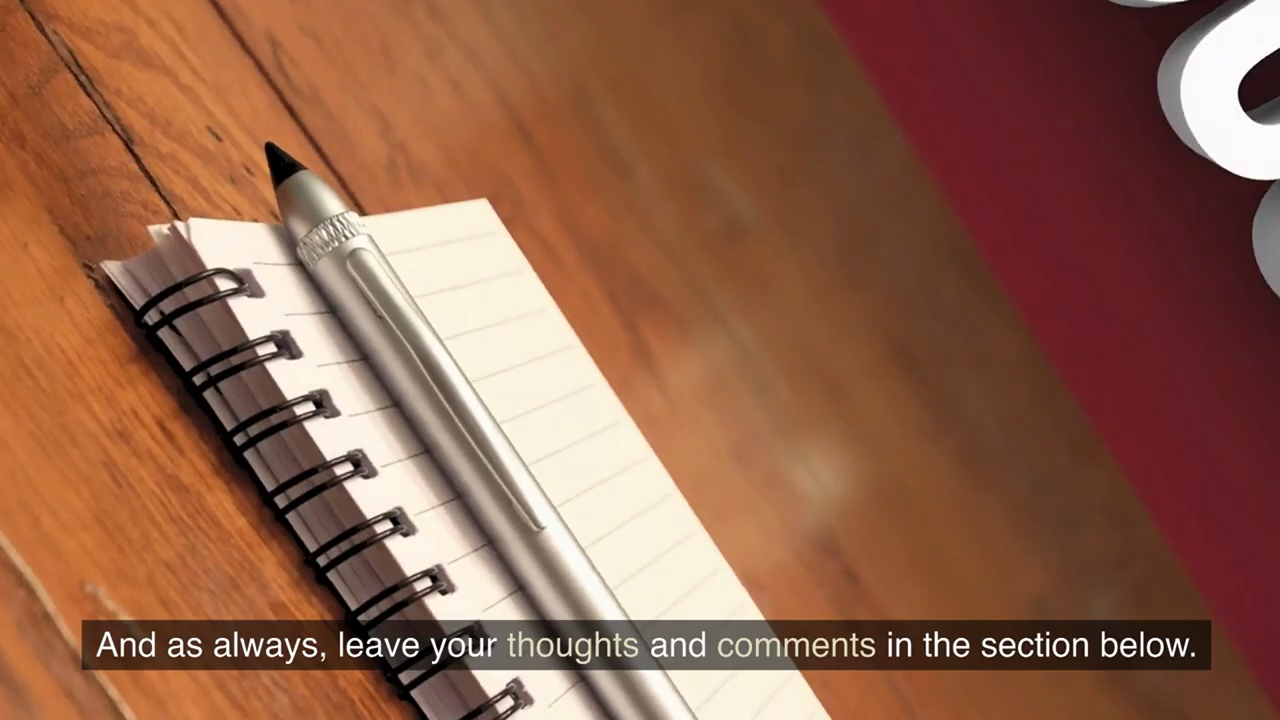 And as always, leave your thoughts and comments in the section below.